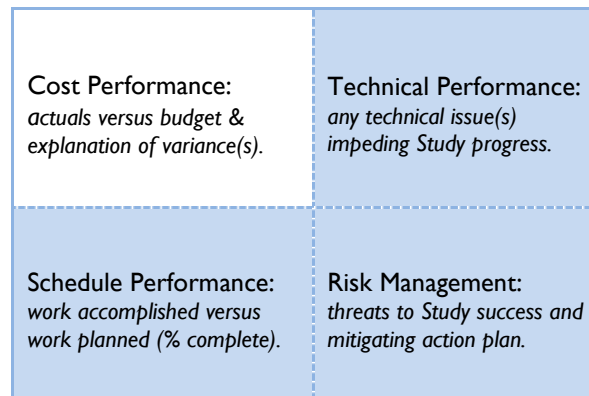 Cost Performance:
actuals versus budget &
explanation of variance(s).
Technical Performance:
any technical issue(s)
impeding Study progress.
Schedule Performance:
work accomplished versus
work planned (% complete).
Risk Management:
threats to Study success and
mitigating action plan.